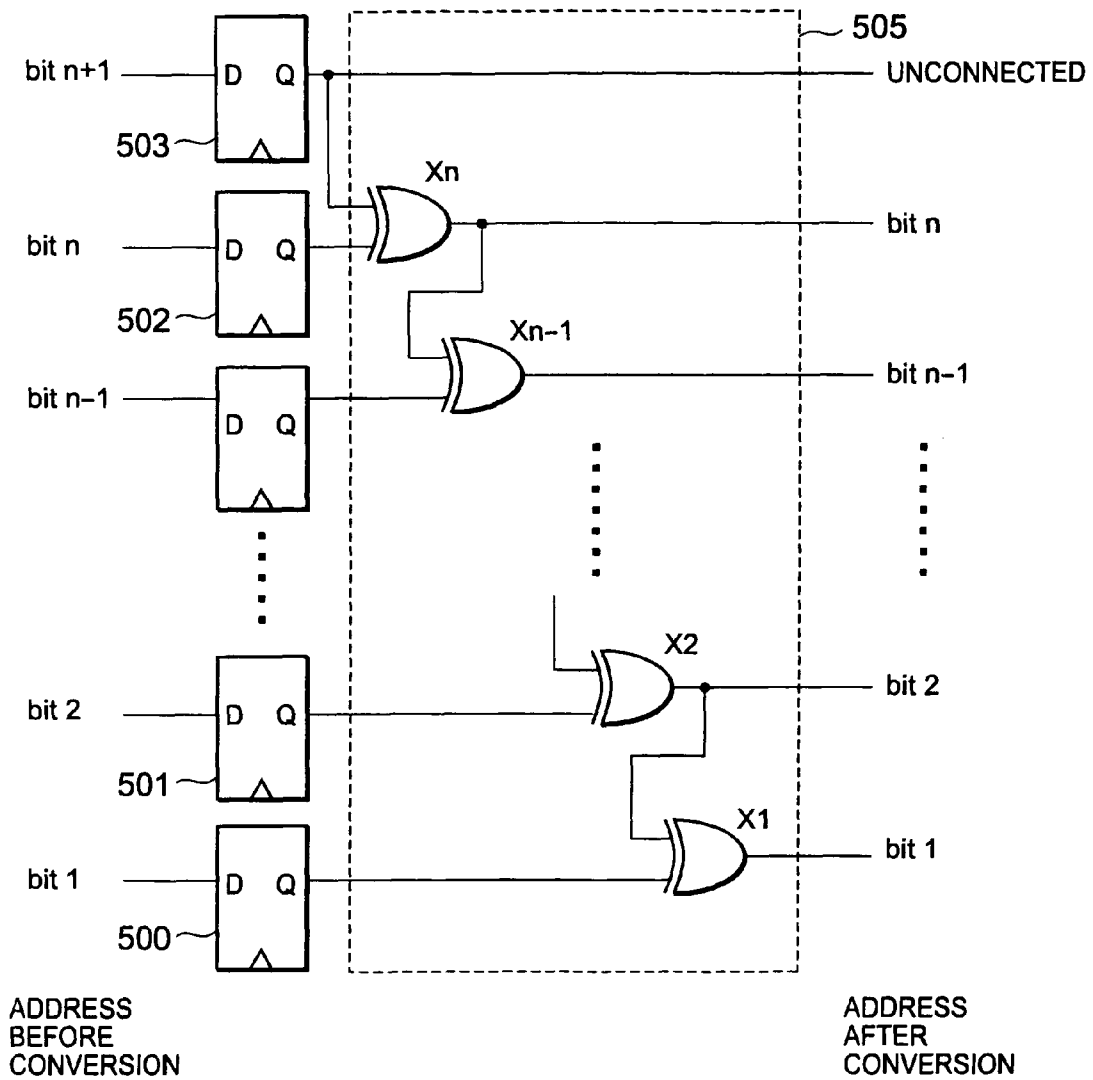 505
bit n+1
D Q
UNCONNECTED
503
Xn
bit n
D Q
bit n
502
Xn-1
bit n-1
D Q
bit n-1
X2
bit 2
D Q
bit 2
501
X1
bit 1
D Q
bit 1
500
ADDRESS
BEFORE
CONVERSION
ADDRESS
AFTER
CONVERSION